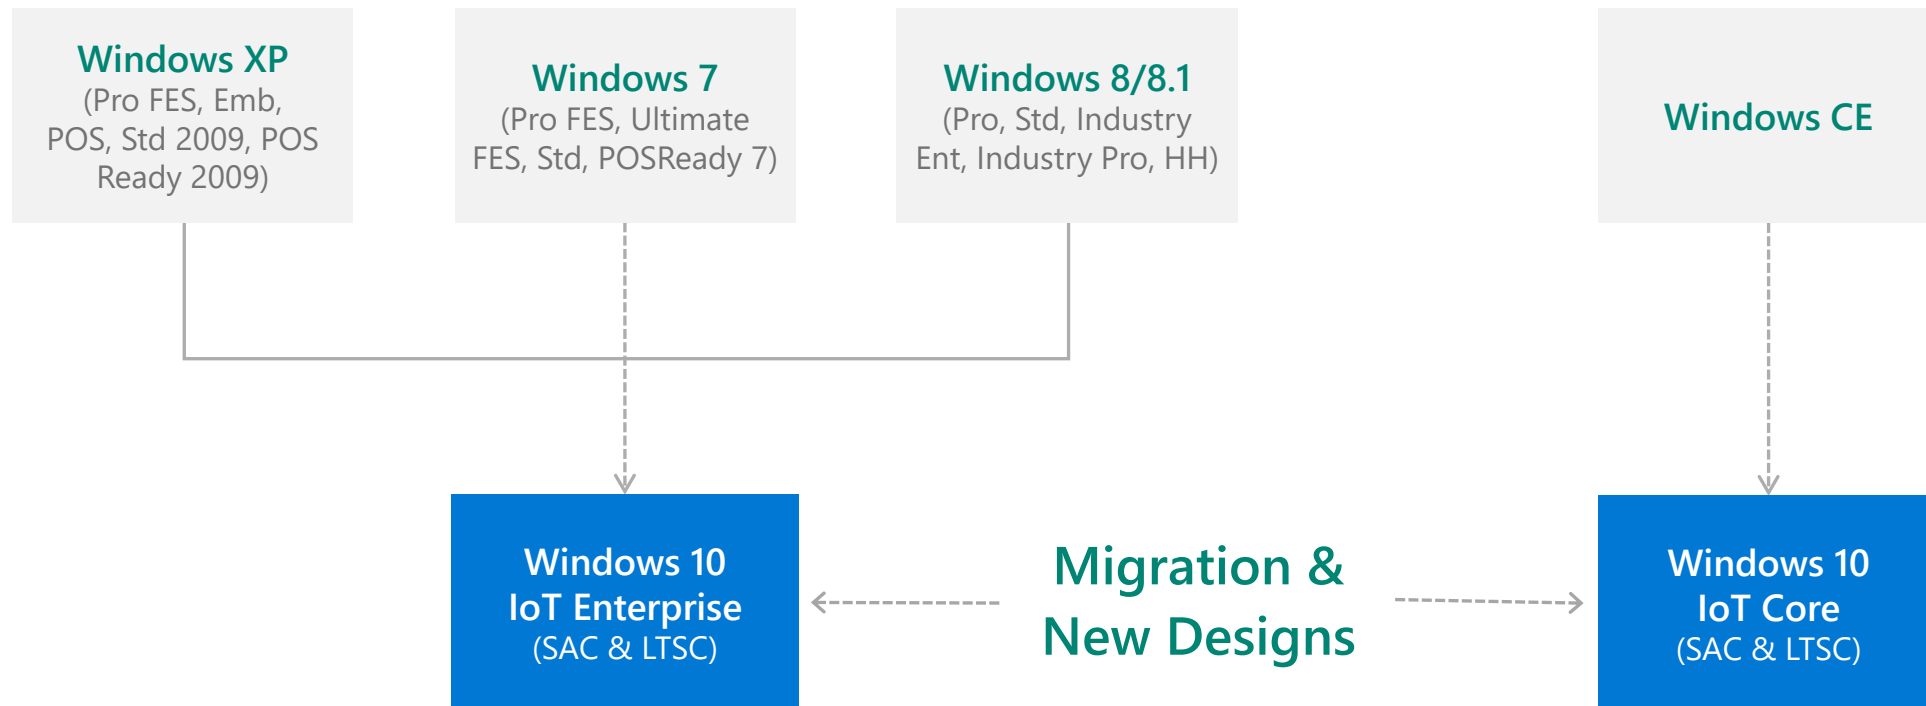 Windows XP
(Pro FES, Emb,
POS, Std 2009, POS
Ready 2009)
Windows 7
(Pro FES, Ultimate
FES, Std, POSReady 7)
Windows 8/8.1
(Pro, Std, Industry
Ent, Industry Pro, HH)
Windows CE
Windows 10
IoT Enterprise
(SAC & LTSC)
Migration &
New Designs
Windows 10
IoT Core
(SAC & LTSC)